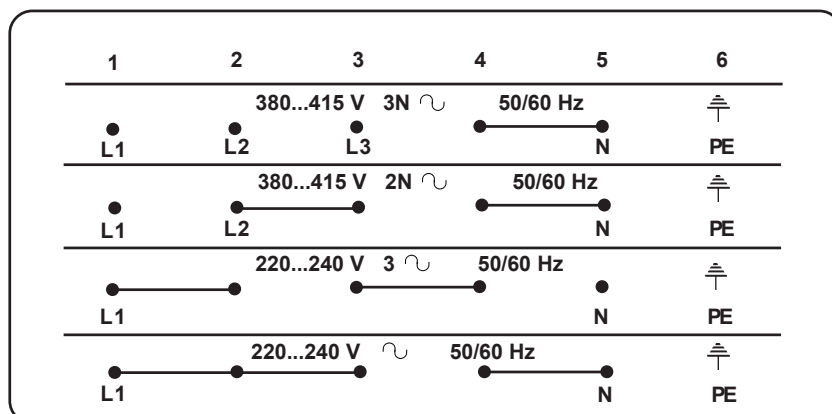 1 2 3 4 5 6
380...415 V 3N 50/60 Hz
L1 L2 L3 N PE
380...415 V 2N 50/60 Hz
L1 L2 N PE
220...240 V 3 50/60 Hz
L1 N PE
220...240 V 50/60 Hz
L1 N PE